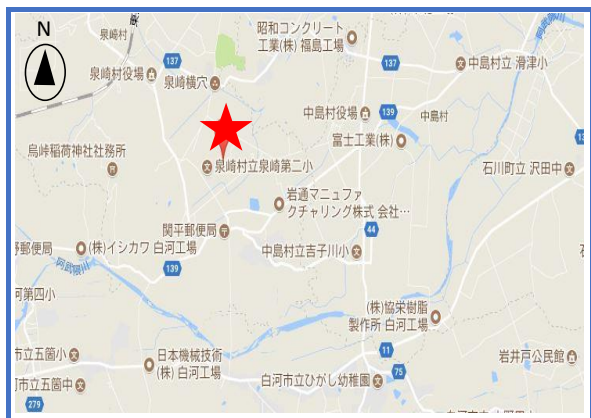 N
昭和コンクリート
工業(株) 福島工場
泉崎村
137
137
泉崎村役場
中島村立 滑津小
泉崎横穴
中島村役場
139
中島村
富士工業(株)
烏峠稲荷神社社務所
泉崎村立泉崎第二小
石川町立 沢田中
岩通マニュファ
クチャリング株式 会社…
関平郵便局
44
中島村立吉子川小
野郵便局
(株)イシカワ 白河工場
阿武隈川
139
河第四小
(株)協栄樹脂
製作所 白河工場
市立五箇小
日本機械技術
(株) 白河工場
11
岩井戸公民館
75
河市立五箇中
白河市立ひがし幼稚園
279